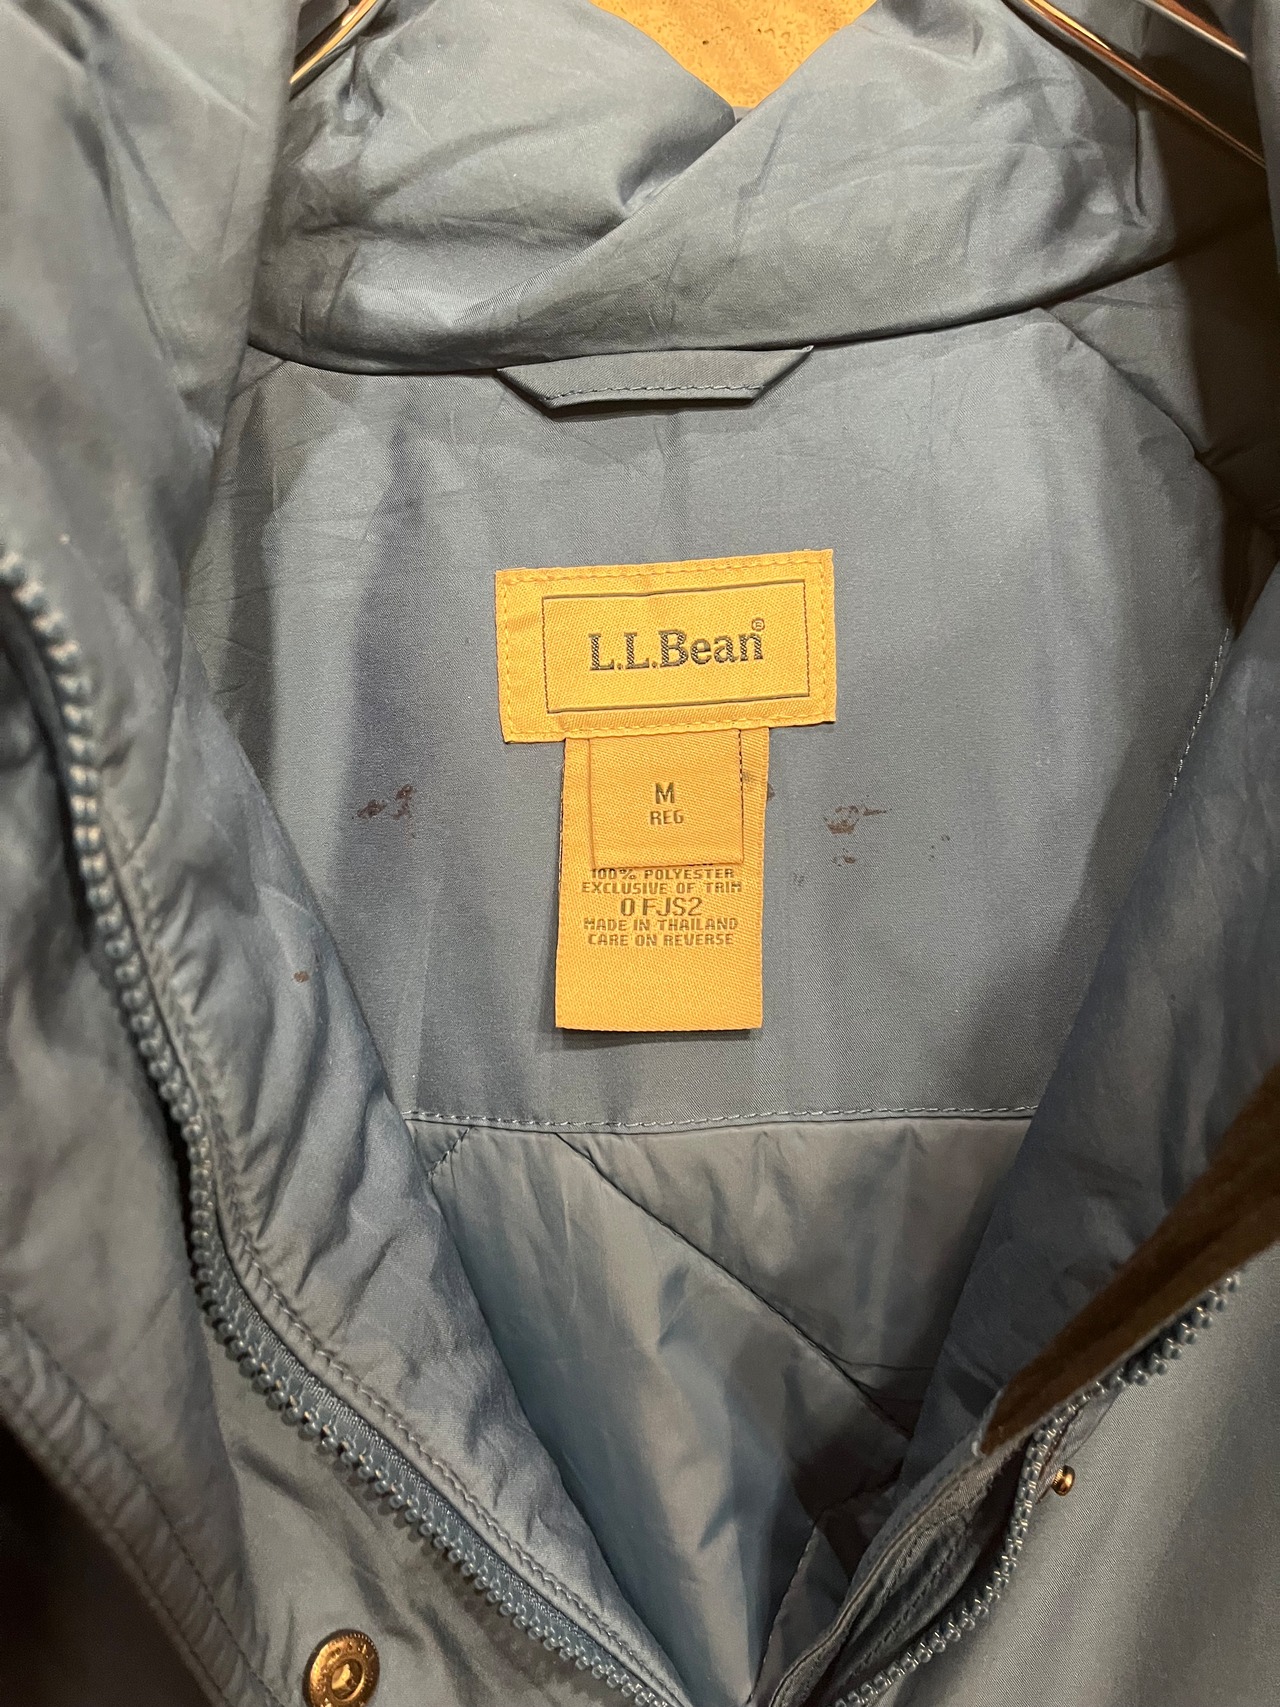 L.L.Bean®
M
REG
100% POLYESTER
EXCLUSIVE OF TRIM
0 FJS2
MADE IN THAILAND
CARE ON REVERSE